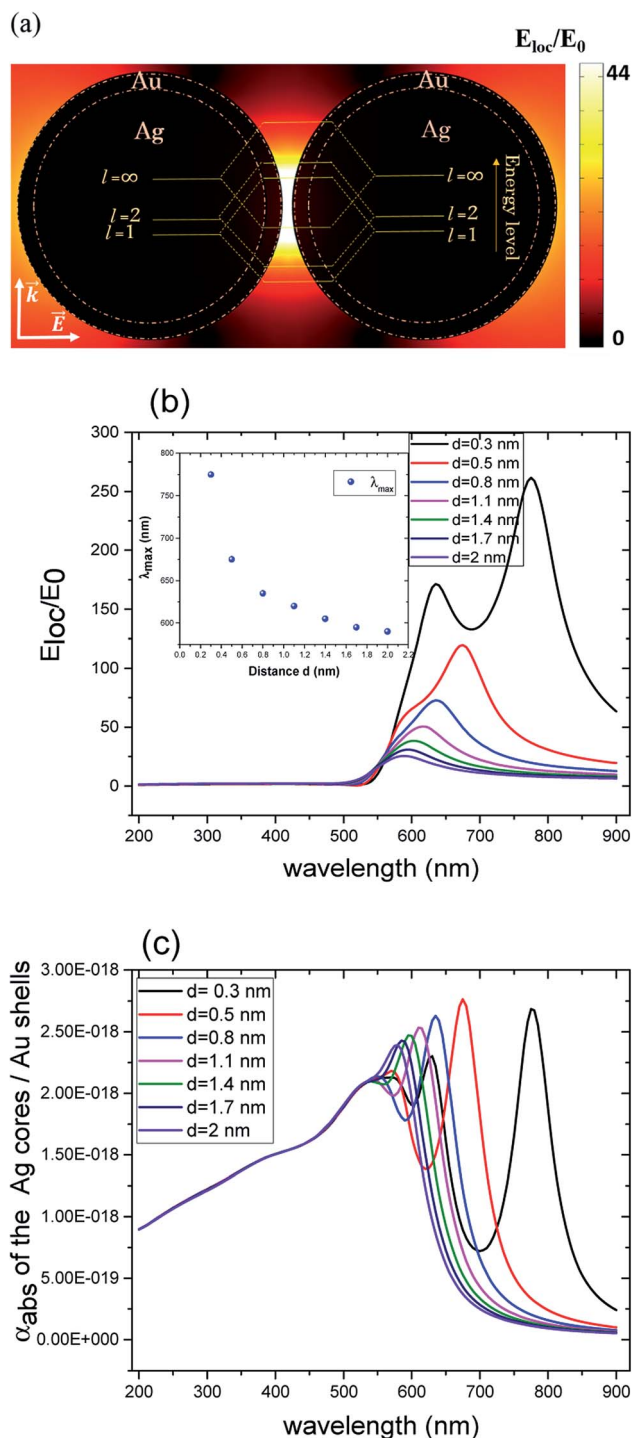 (a)
E_loc/E_0
Au Au
44
Ag Ag
l=∞ l=∞
l=2 l=2
l=1 l=1
Energy level
k
E
0
(b)
300
250
200
150
100
50
0
Eloc/E0
d=0.3 nm
d=0.5 nm
d=0.8 nm
d=1.1 nm
d=1.4 nm
d=1.7 nm
d=2 nm
800
750
700
650
600
λmax (nm)
λmax
0.0 0.2 0.4 0.6 0.8 1.0 1.2 1.4 1.6 1.8 2.0 2.2
Distance d (nm)
200 300 400 500 600 700 800 900
wavelength (nm)
(c)
3.00E-018
2.50E-018
2.00E-018
1.50E-018
1.00E-018
5.00E-019
0.00E+000
αabs of the Ag cores / Au shells
d= 0.3 nm
d=0.5 nm
d=0.8 nm
d=1.1 nm
d=1.4 nm
d=1.7 nm
d=2 nm
200 300 400 500 600 700 800 900
wavelength (nm)